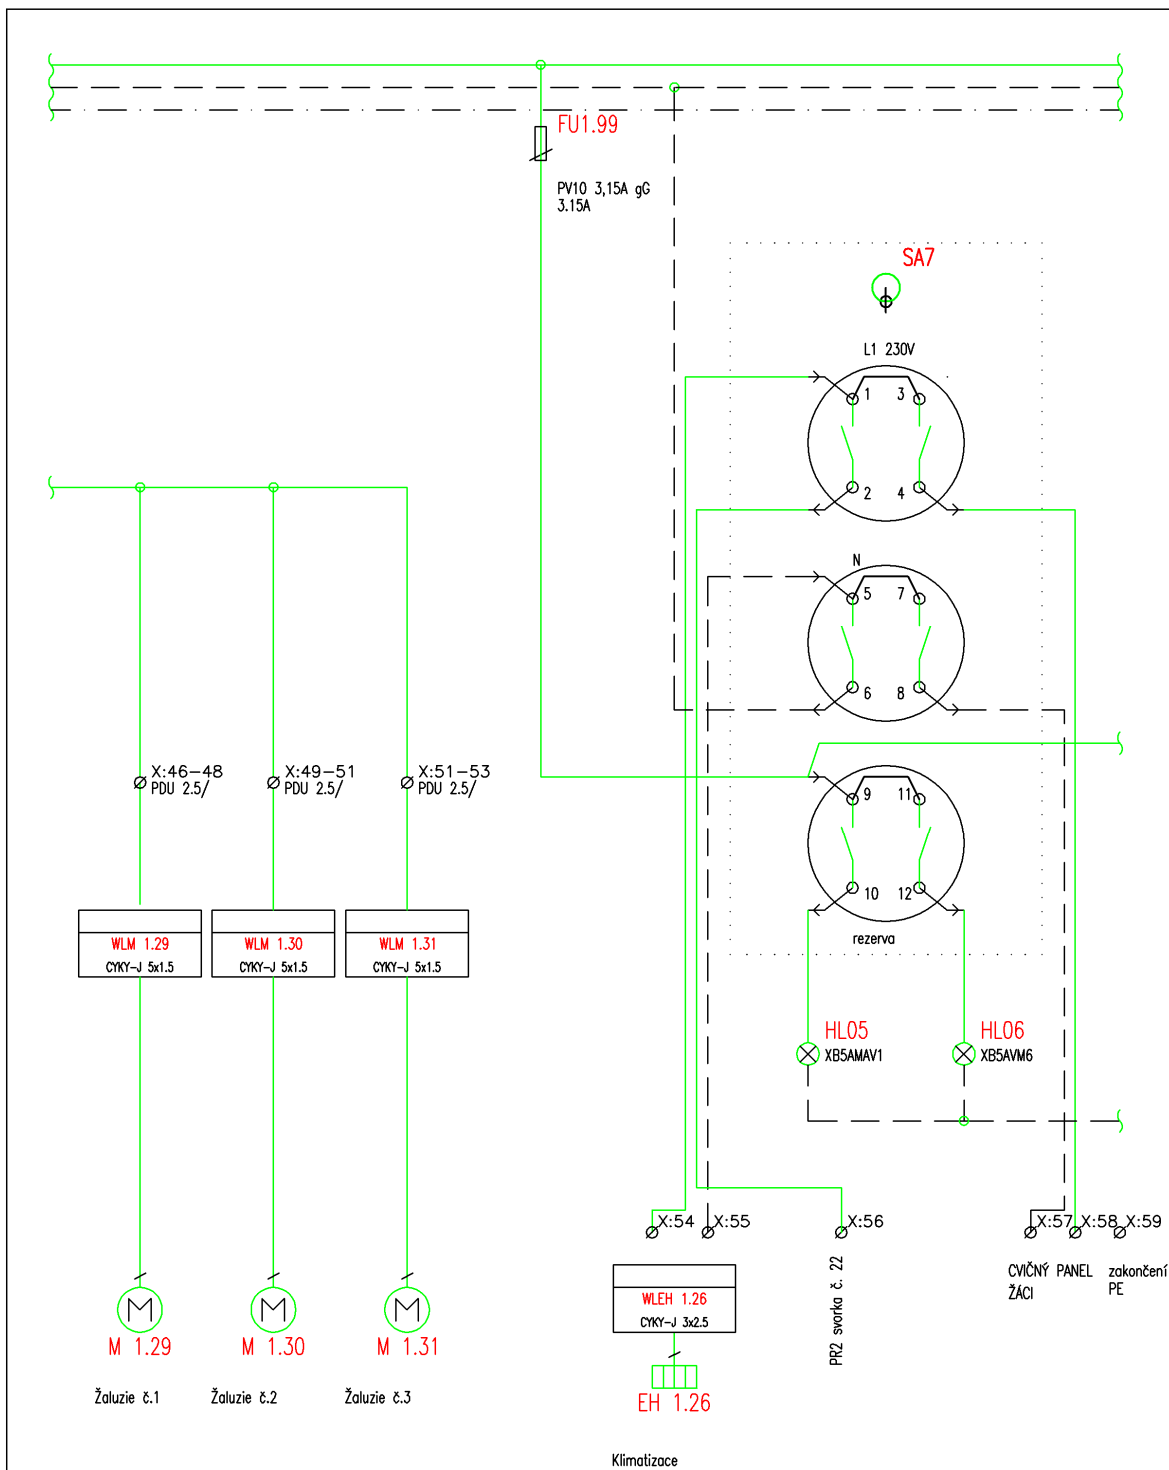 FU1.99
PV10 3,15A gG
3.15A
SA7
L1 230V
1 3
2 4
N
5 7
6 8
X:46-48
PDU 2.5/
X:49-51
PDU 2.5/
X:51-53
PDU 2.5/
9 11
10 12
rezerva
WLM 1.29
CYKY-J 5x1.5
WLM 1.30
CYKY-J 5x1.5
WLM 1.31
CYKY-J 5x1.5
HL05
XB5AMAV1
HL06
XB5AVM6
X:54
X:55
X:56
X:57
X:58
X:59
PR2 svorka č. 22
CVIČNÝ PANEL
ŽÁCI
zakončení
PE
WLEH 1.26
CYKY-J 3x2.5
M
M 1.29
M
M 1.30
M
M 1.31
EH 1.26
Žaluzie č.1
Žaluzie č.2
Žaluzie č.3
Klimatizace